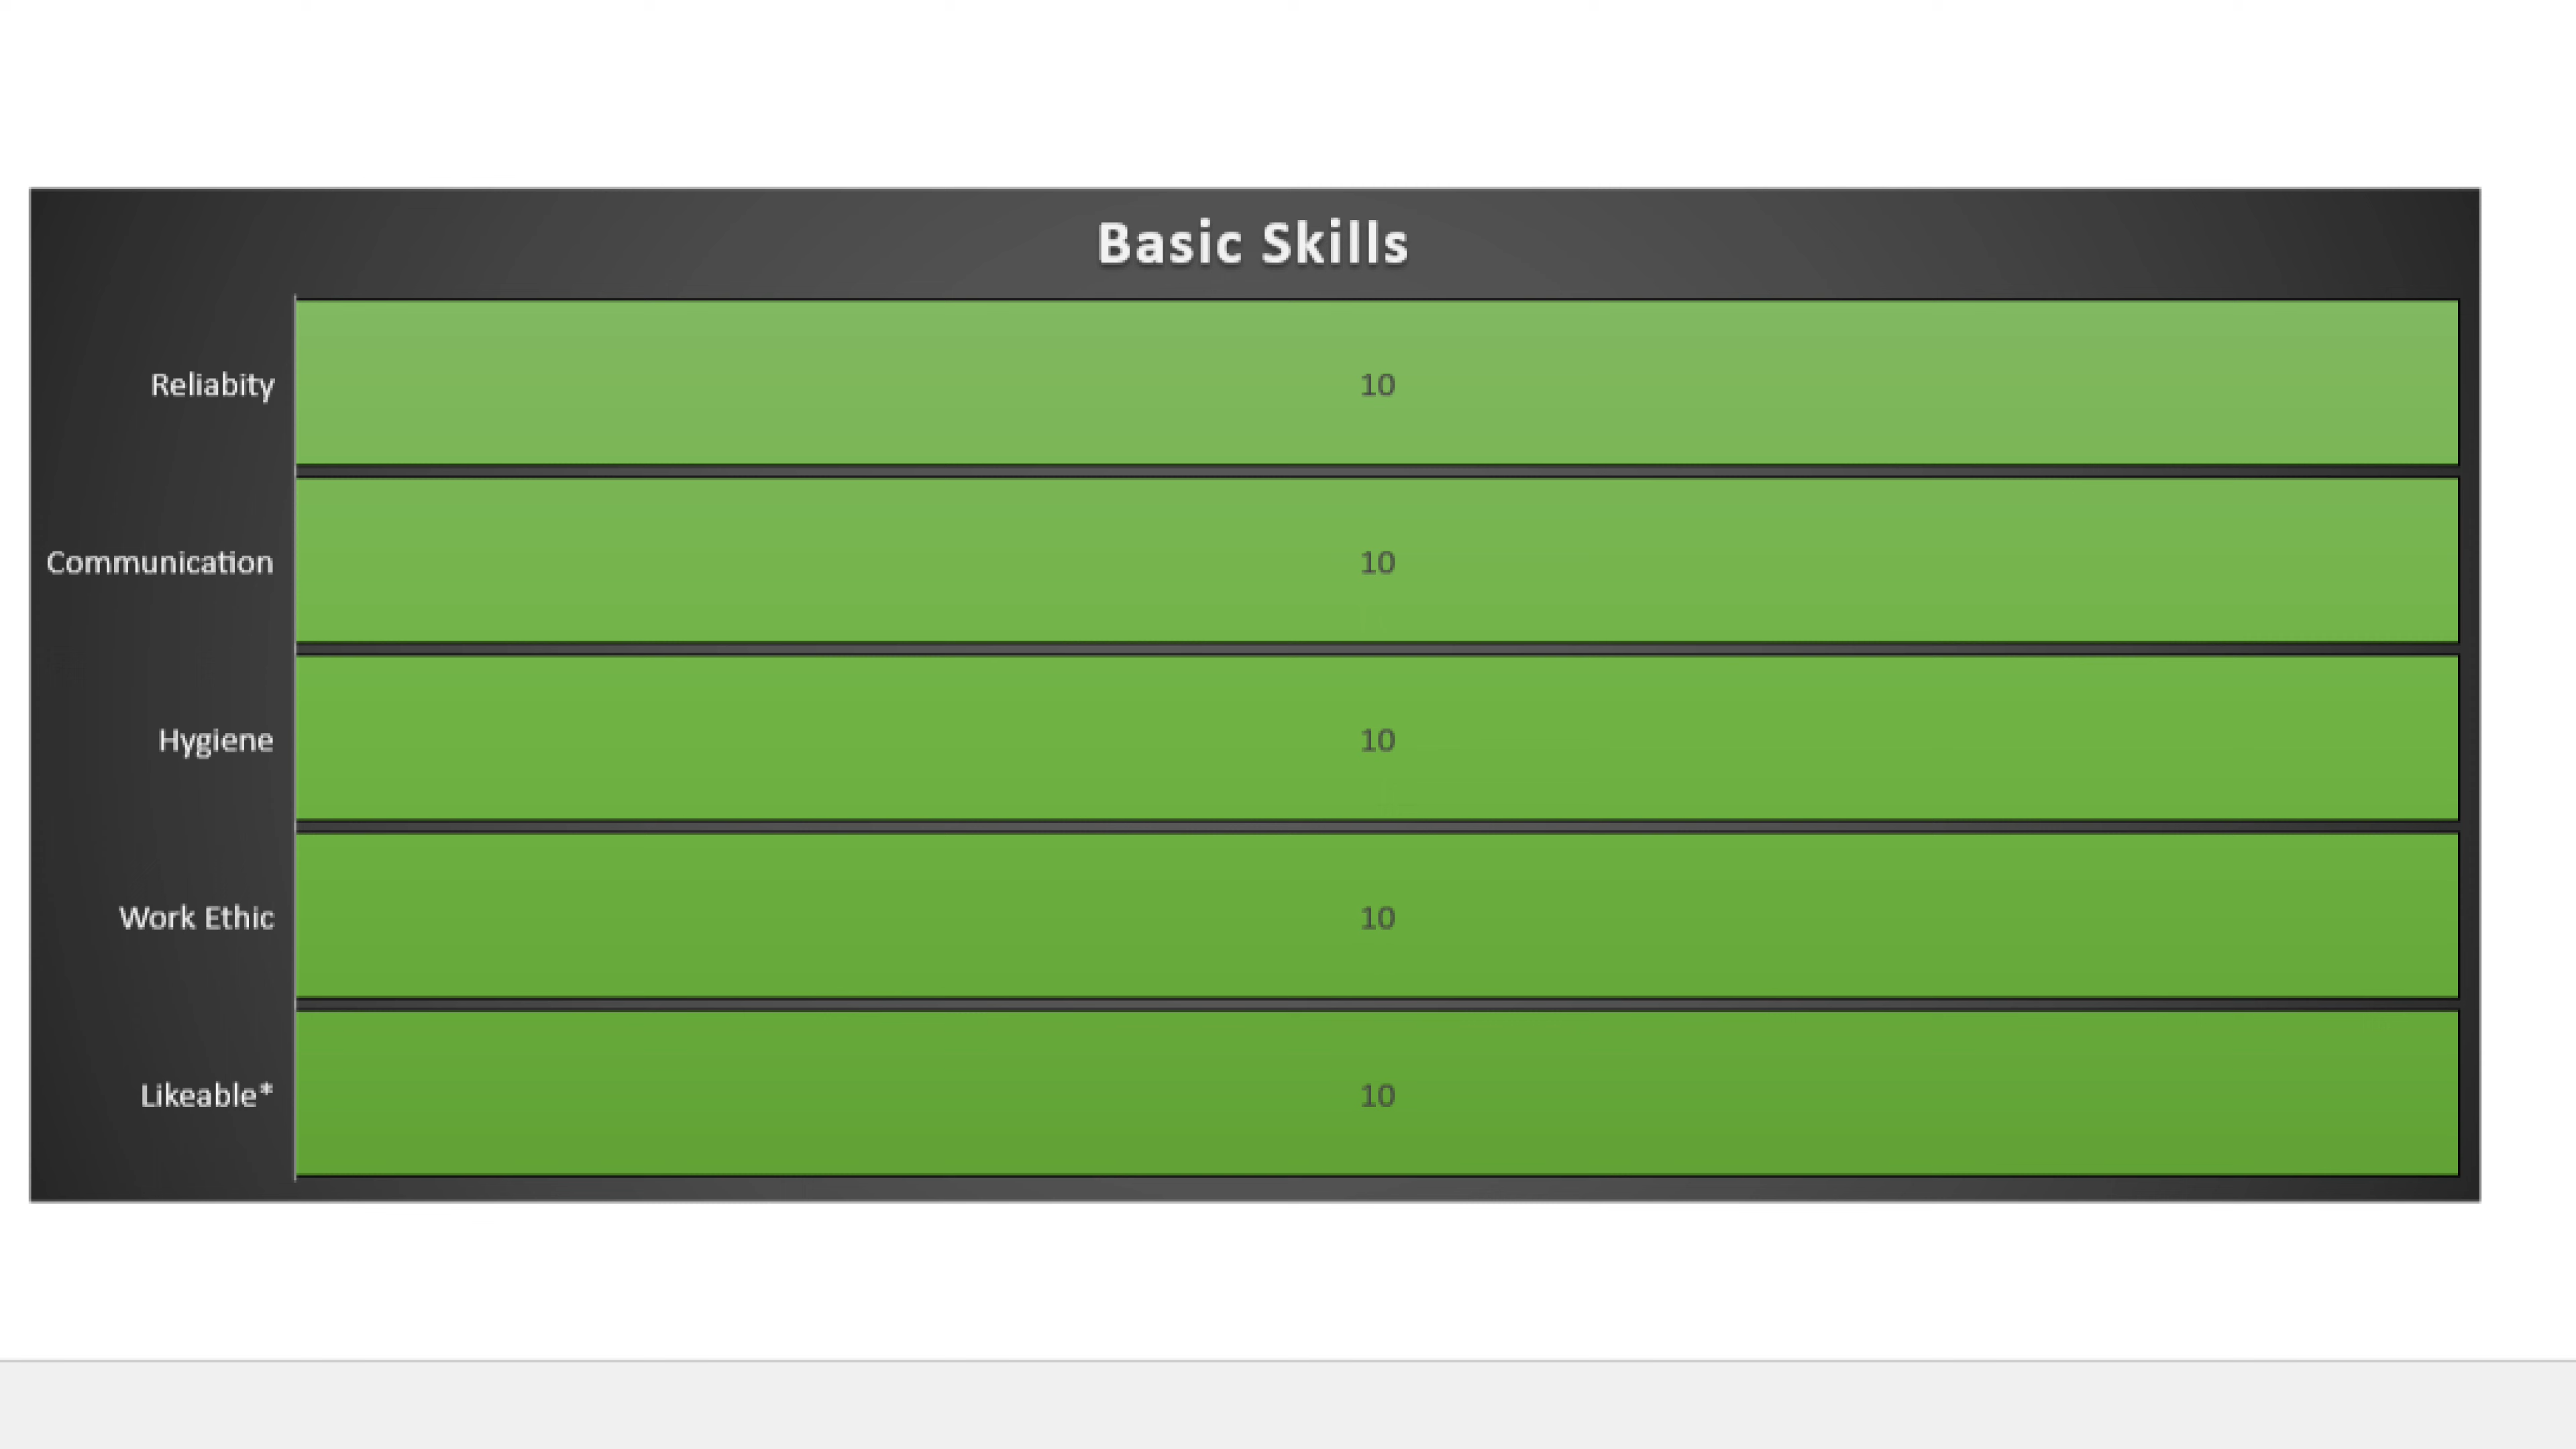 Basic Skills
Reliabity 10
Communication 10
Hygiene 10
Work Ethic 10
Likeable* 10